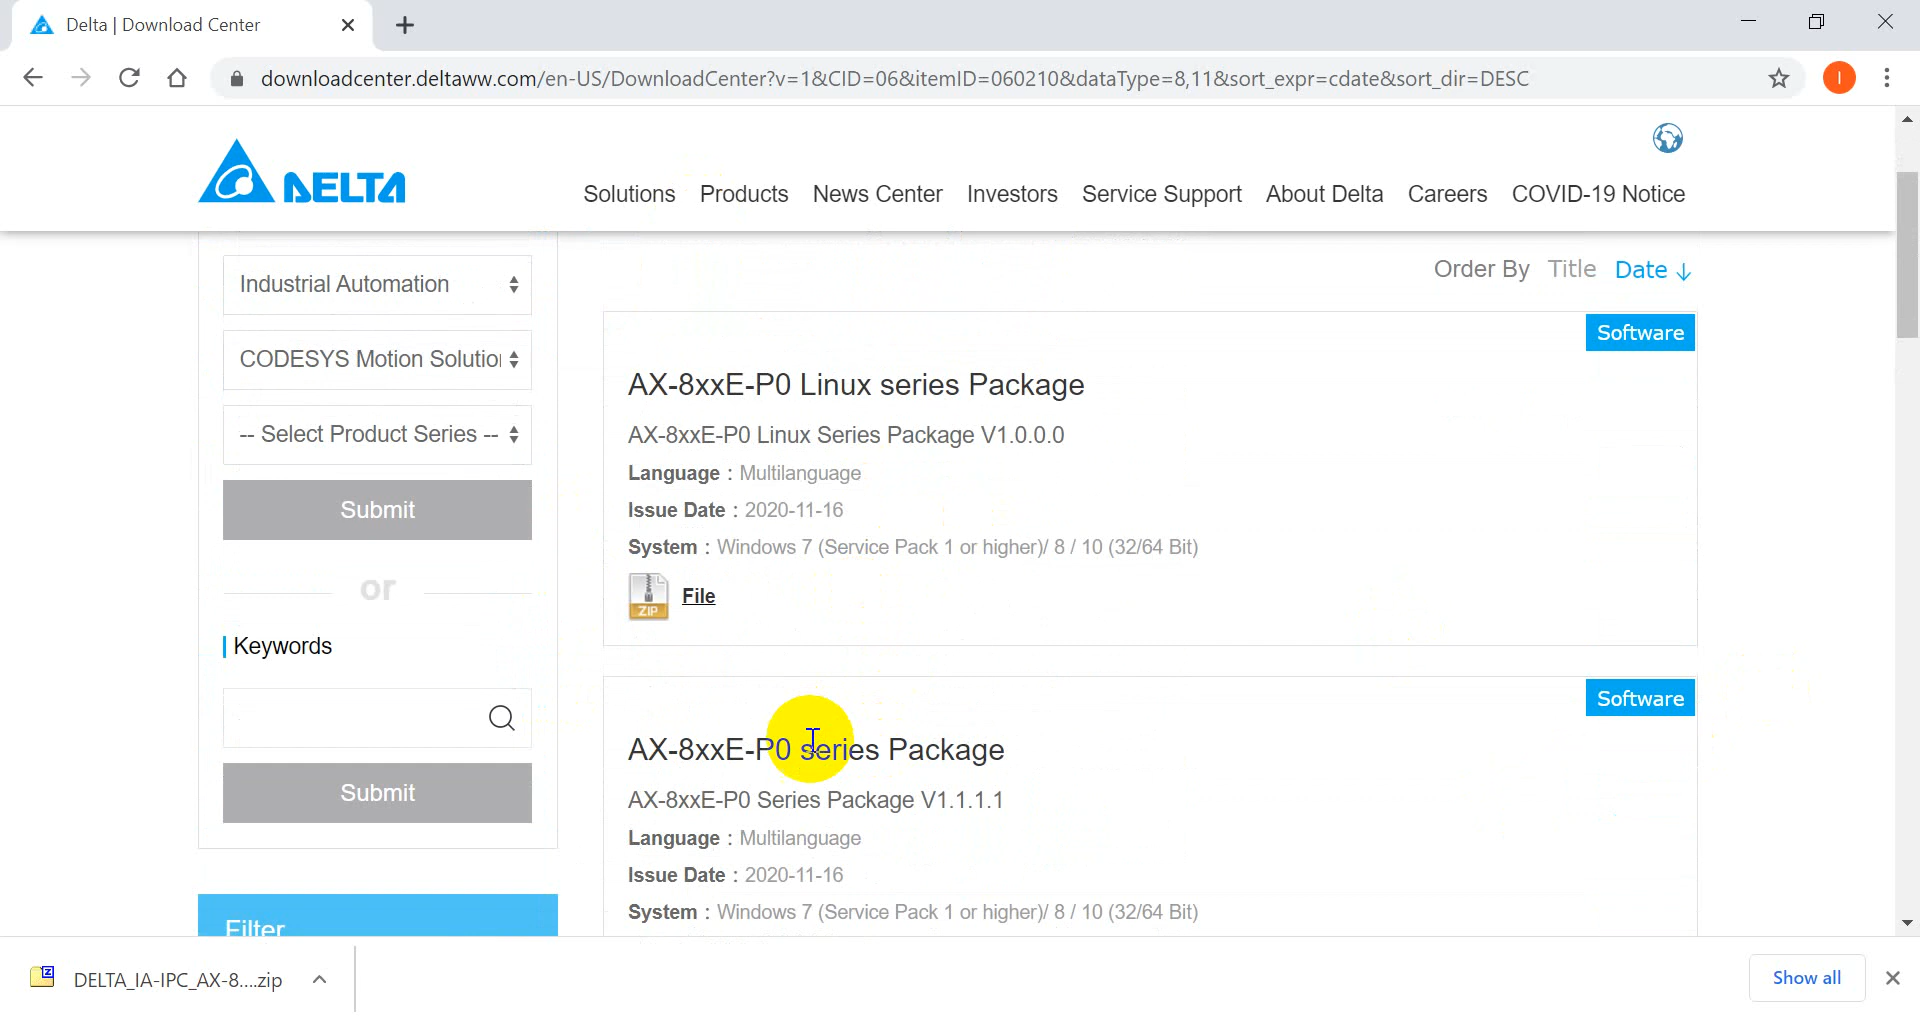 Delta | Download Center
downloadcenter.deltaww.com/en-US/DownloadCenter?v=1&CID=06&itemID=060210&dataType=8,11&sort_expr=cdate&sort_dir=DESC
I
DELTA
Solutions Products News Center Investors Service Support About Delta Careers COVID-19 Notice
Order By Title Date ↓
Industrial Automation
CODESYS Motion Solution
-- Select Product Series --
Submit
or
Keywords
Submit
Filter
Software
AX-8xxE-P0 Linux series Package
AX-8xxE-P0 Linux Series Package V1.0.0.0
Language : Multilanguage
Issue Date : 2020-11-16
System : Windows 7 (Service Pack 1 or higher)/ 8 / 10 (32/64 Bit)
ZIP File
Software
AX-8xxE-P0 series Package
AX-8xxE-P0 Series Package V1.1.1.1
Language : Multilanguage
Issue Date : 2020-11-16
System : Windows 7 (Service Pack 1 or higher)/ 8 / 10 (32/64 Bit)
DELTA_IA-IPC_AX-8....zip
Show all